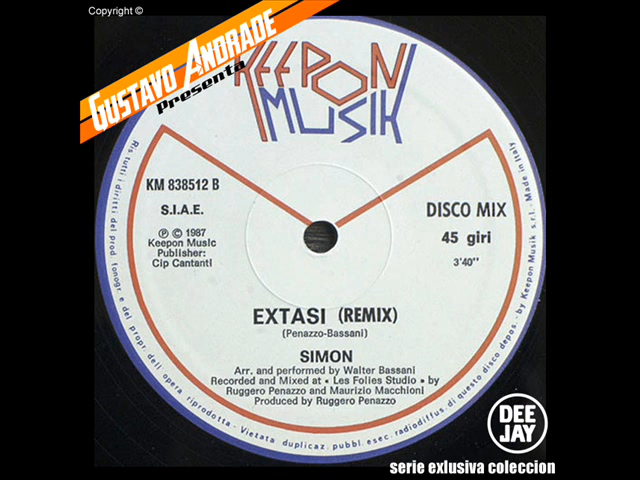 Copyright ©
GUSTAVO ANDRADE
Presenta
KEEPON
MUSIK
KM 838512 B
S.I.A.E.
℗ © 1987
Keepon Music
Publisher:
Cip Cantanti
DISCO MIX
45 giri
3'40''
EXTASI (REMIX)
(Penazzo-Bassani)
SIMON
Arr. and performed by Walter Bassani
Recorded and Mixed at « Les Folies Studio » by
Ruggero Penazzo and Maurizio Macchioni
Produced by Ruggero Penazzo
Ris. tutti i diritti del prod. fonogr. e del propr. dell'opera riprodotta - Vietata duplicaz. pubbl. esec. radiodiffus. di questo disco depos. - by Keepon Musik s.r.l. - Made in Italy
DEE
JAY
serie exlusiva coleccion